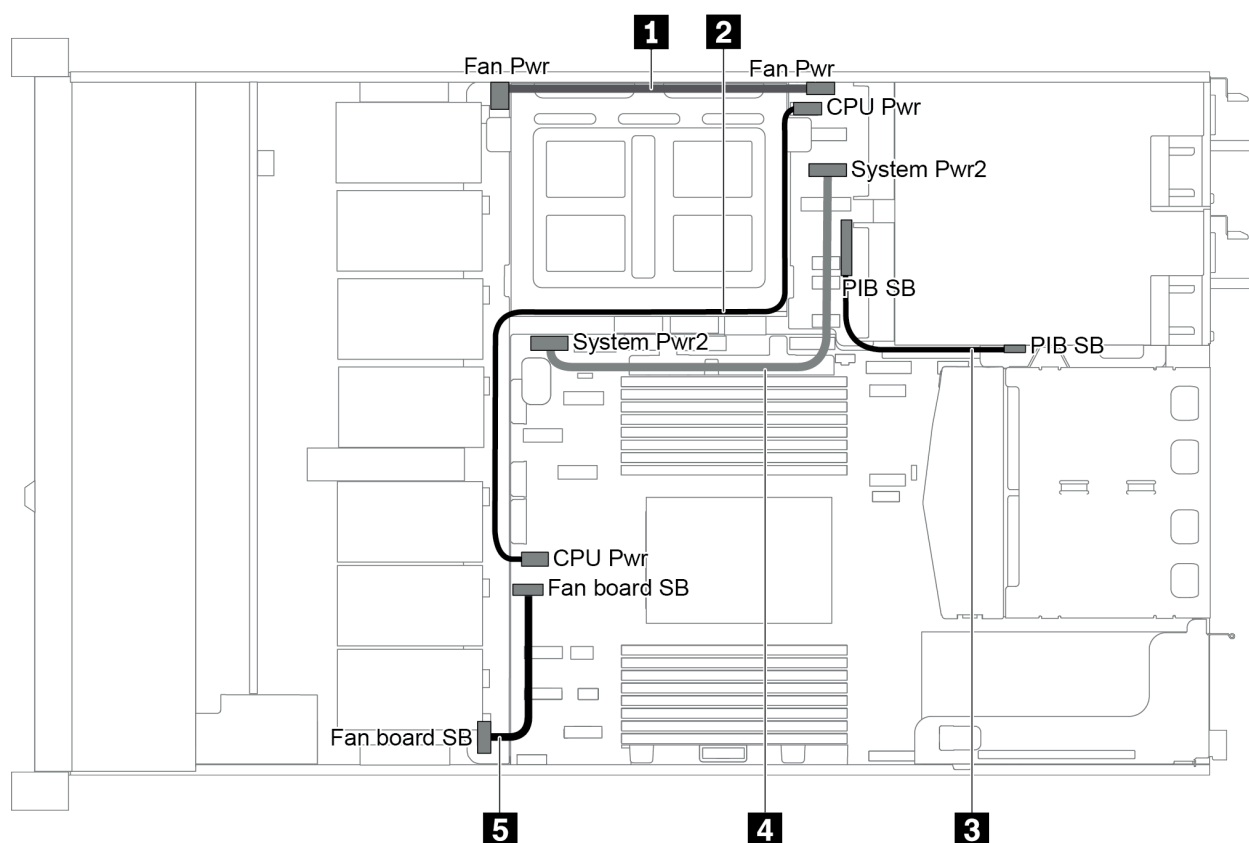 1
2
Fan Pwr
Fan Pwr
CPU Pwr
System Pwr2
PIB SB
System Pwr2
PIB SB
CPU Pwr
Fan board SB
Fan board SB
5
4
3